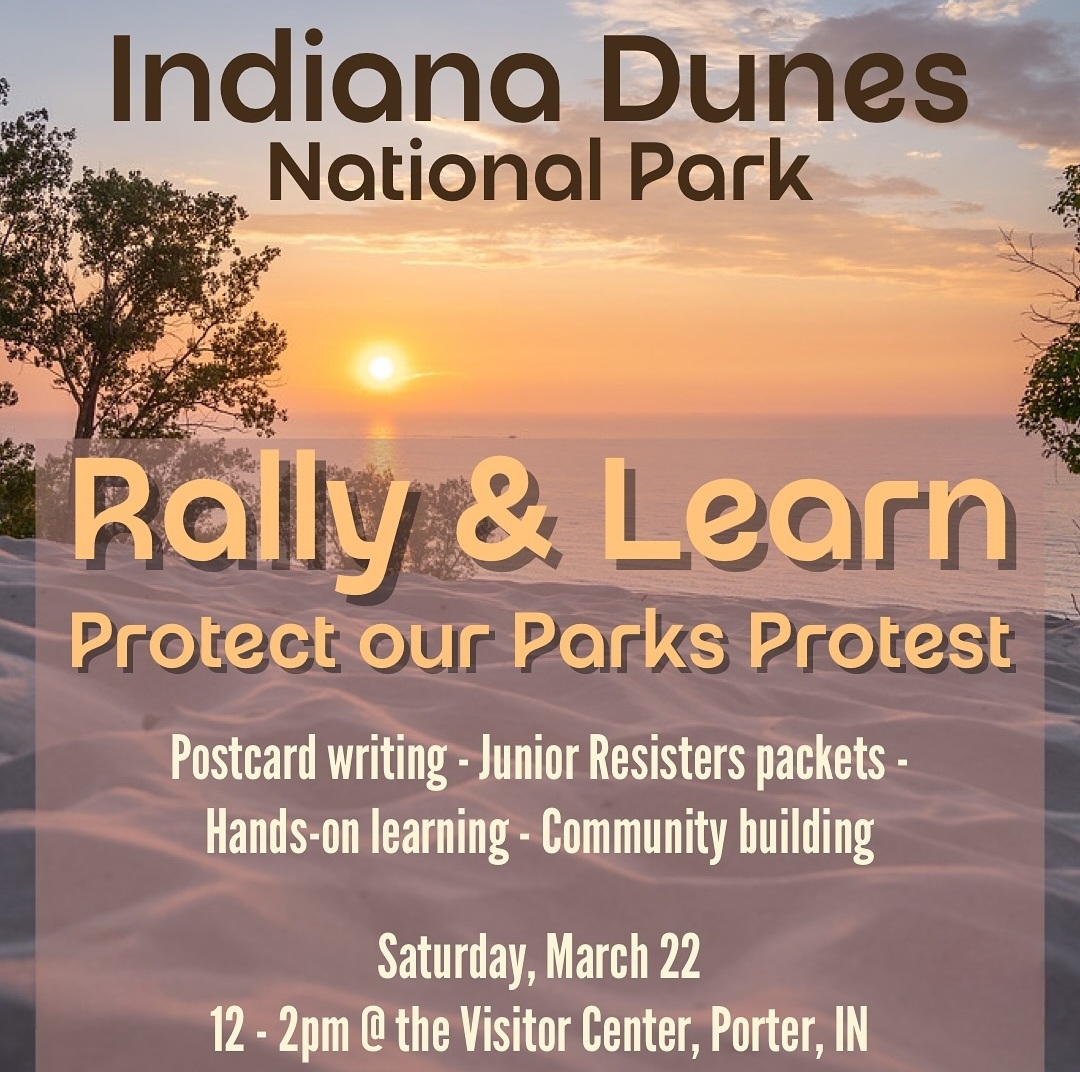 Indiana Dunes
National Park
Rally & Learn
Protect our Parks Protest
Postcard writing - Junior Resisters packets -
Hands-on learning - Community building
Saturday, March 22
12 - 2pm @ the Visitor Center, Porter, IN